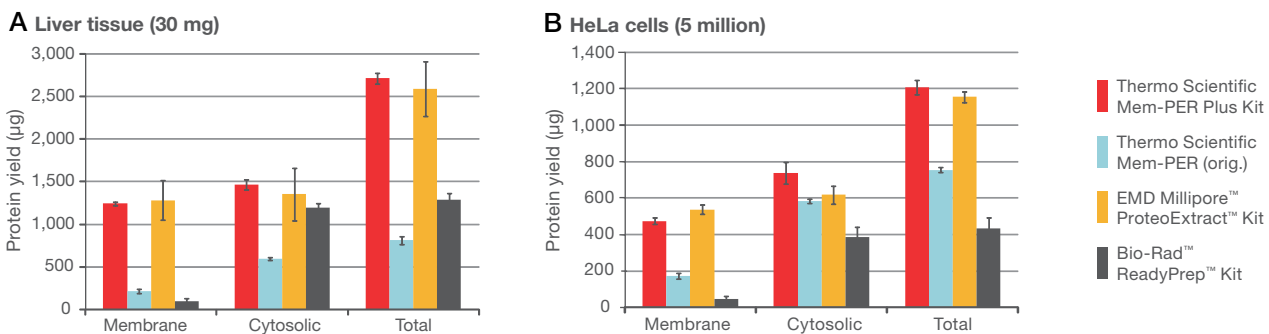 A Liver tissue (30 mg)
Protein yield (µg)
3,000
2,500
2,000
1,500
1,000
500
0
Membrane
Cytosolic
Total
B HeLa cells (5 million)
Protein yield (µg)
1,400
1,200
1,000
800
600
400
200
0
Membrane
Cytosolic
Total
Thermo Scientific
Mem-PER Plus Kit
Thermo Scientific
Mem-PER (orig.)
EMD Millipore™
ProteoExtract™ Kit
Bio-Rad™
ReadyPrep™ Kit